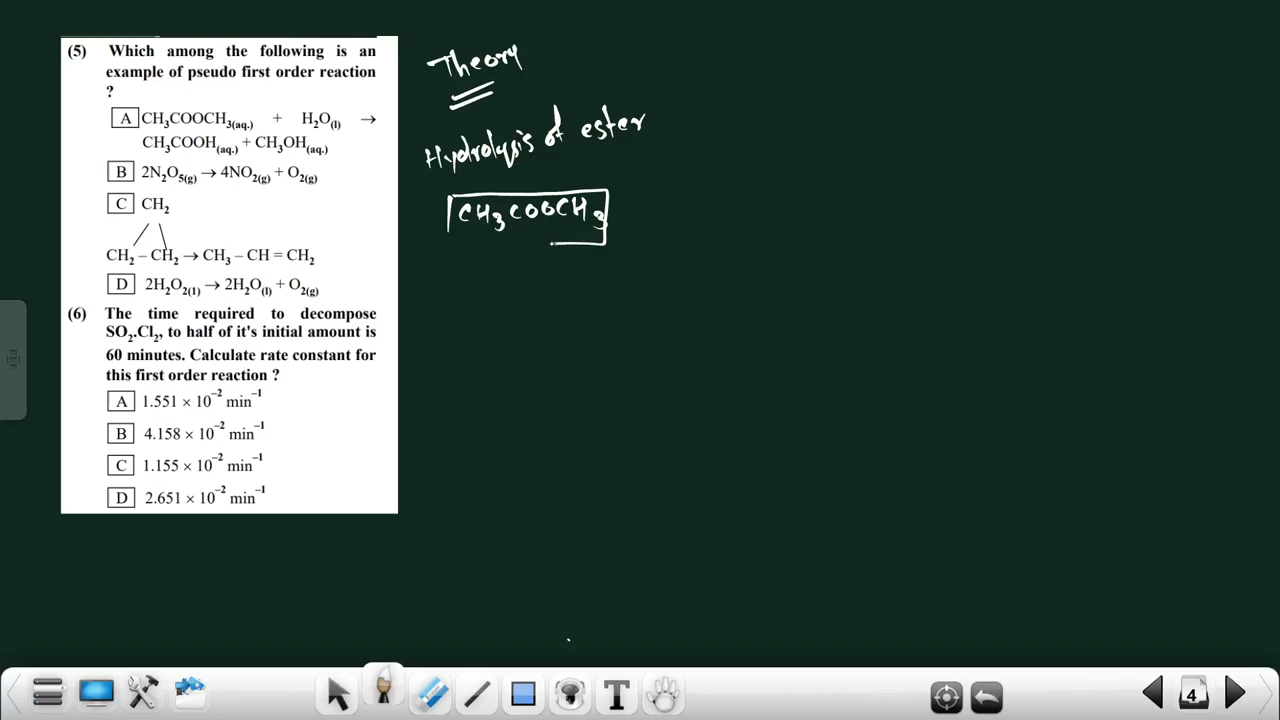 (5) Which among the following is an
example of pseudo first order reaction
?
A CH₃COOCH₃(aq.) + H₂O(l) →
CH₃COOH(aq.) + CH₃OH(aq.)
B 2N₂O₅(g) → 4NO₂(g) + O₂(g)
C CH₂
CH₂ – CH₂ → CH₃ – CH = CH₂
D 2H₂O₂(1) → 2H₂O(l) + O₂(g)
(6) The time required to decompose
SO₂.Cl₂, to half of it's initial amount is
60 minutes. Calculate rate constant for
this first order reaction ?
A 1.551 × 10⁻² min⁻¹
B 4.158 × 10⁻² min⁻¹
C 1.155 × 10⁻² min⁻¹
D 2.651 × 10⁻² min⁻¹
Theory
Hydrolysis of ester
CH₃COOCH₃
T
4